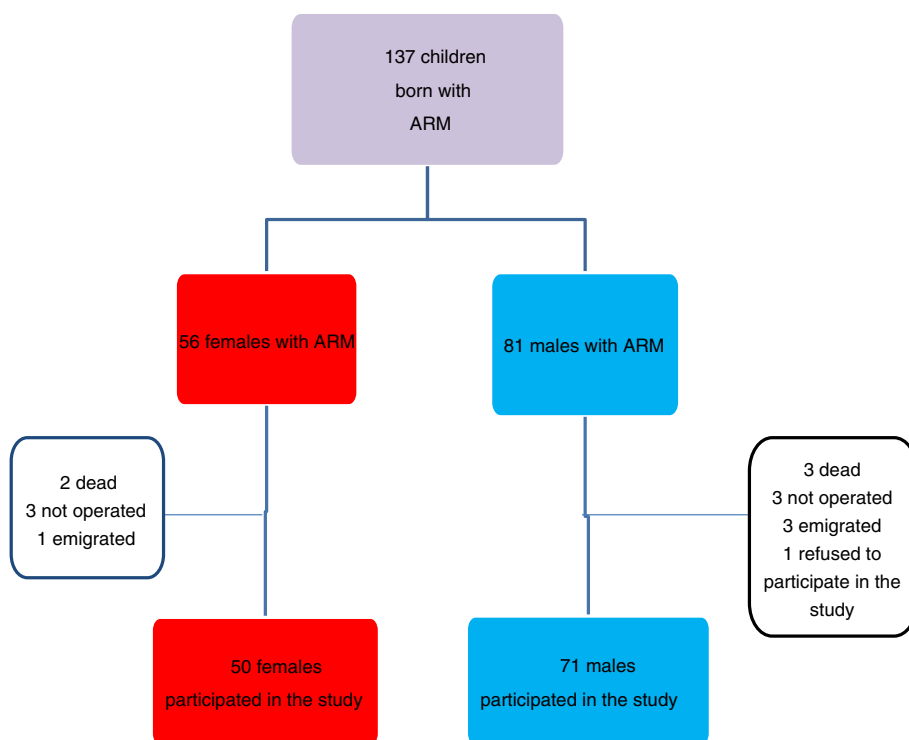 137 children
born with
ARM
56 females with ARM
81 males with ARM
2 dead
3 not operated
1 emigrated
3 dead
3 not operated
3 emigrated
1 refused to
participate in the
study
50 females
participated in the study
71 males
participated in the study